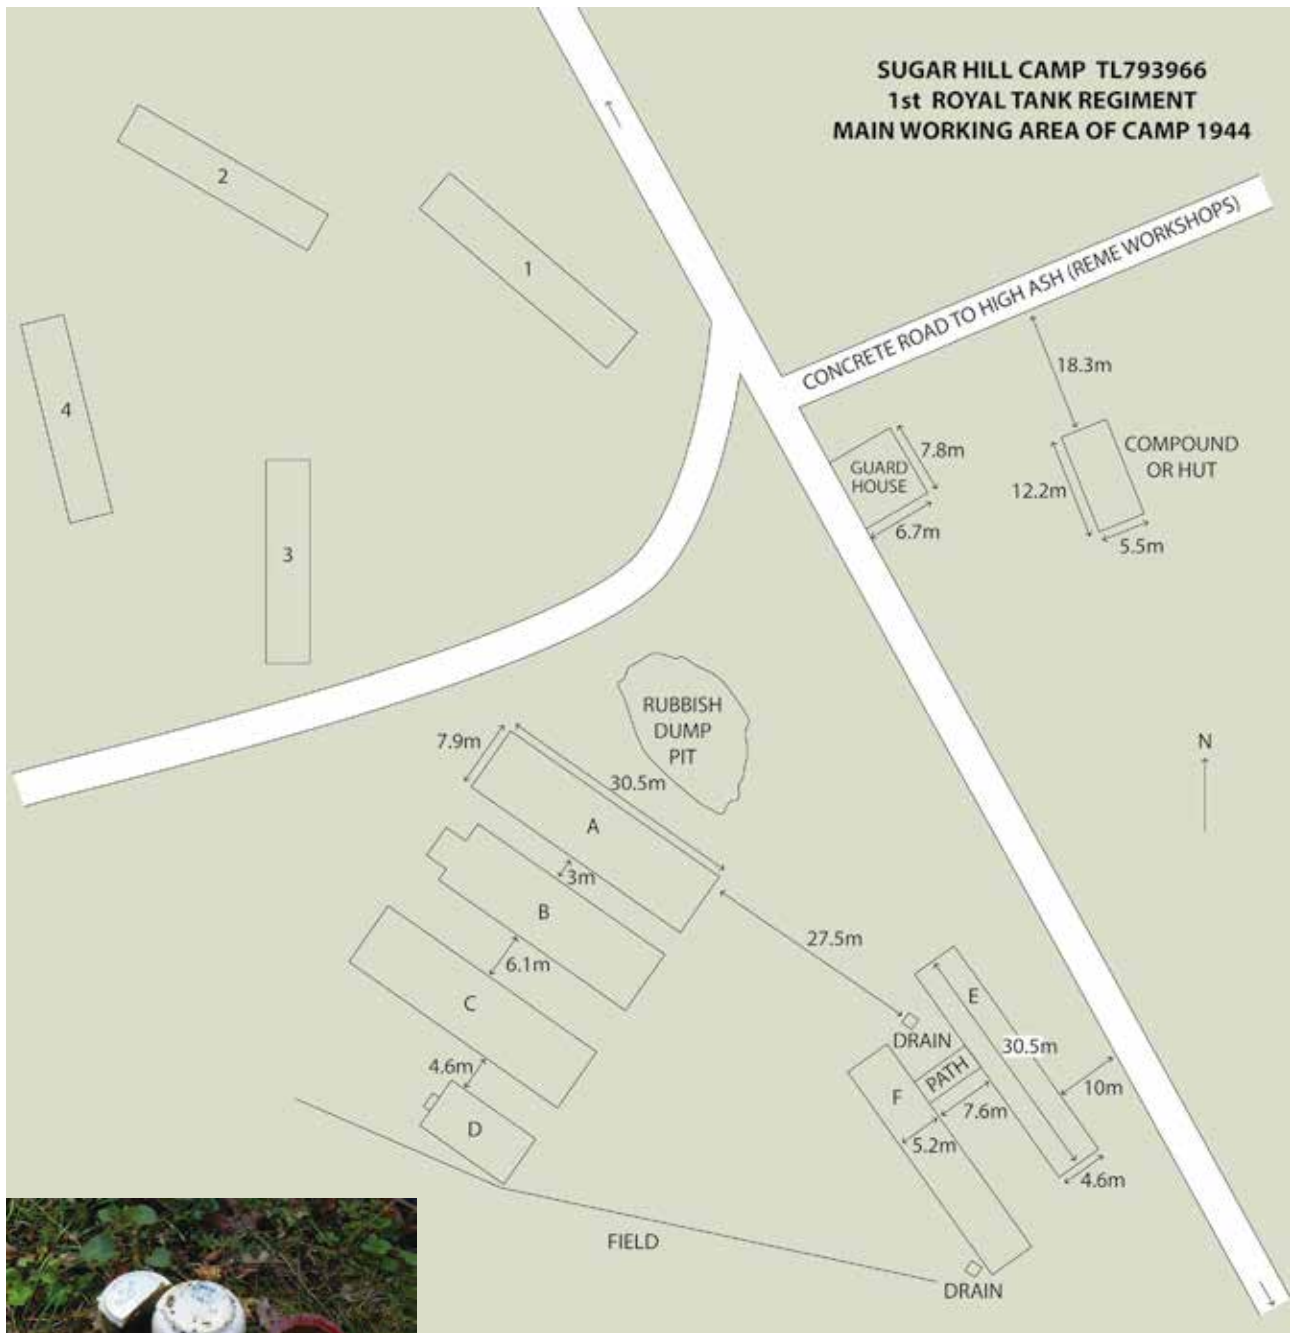 SUGAR HILL CAMP TL793966
1st ROYAL TANK REGIMENT
MAIN WORKING AREA OF CAMP 1944
2
1
CONCRETE ROAD TO HIGH ASH (REME WORKSHOPS)
18.3m
4
COMPOUND
OR HUT
7.8m
GUARD
HOUSE
12.2m
6.7m
5.5m
3
RUBBISH
DUMP
PIT
N
7.9m
30.5m
A
3m
B
27.5m
6.1m
C
E
DRAIN
30.5m
4.6m
PATH
10m
F
7.6m
D
5.2m
4.6m
FIELD
DRAIN